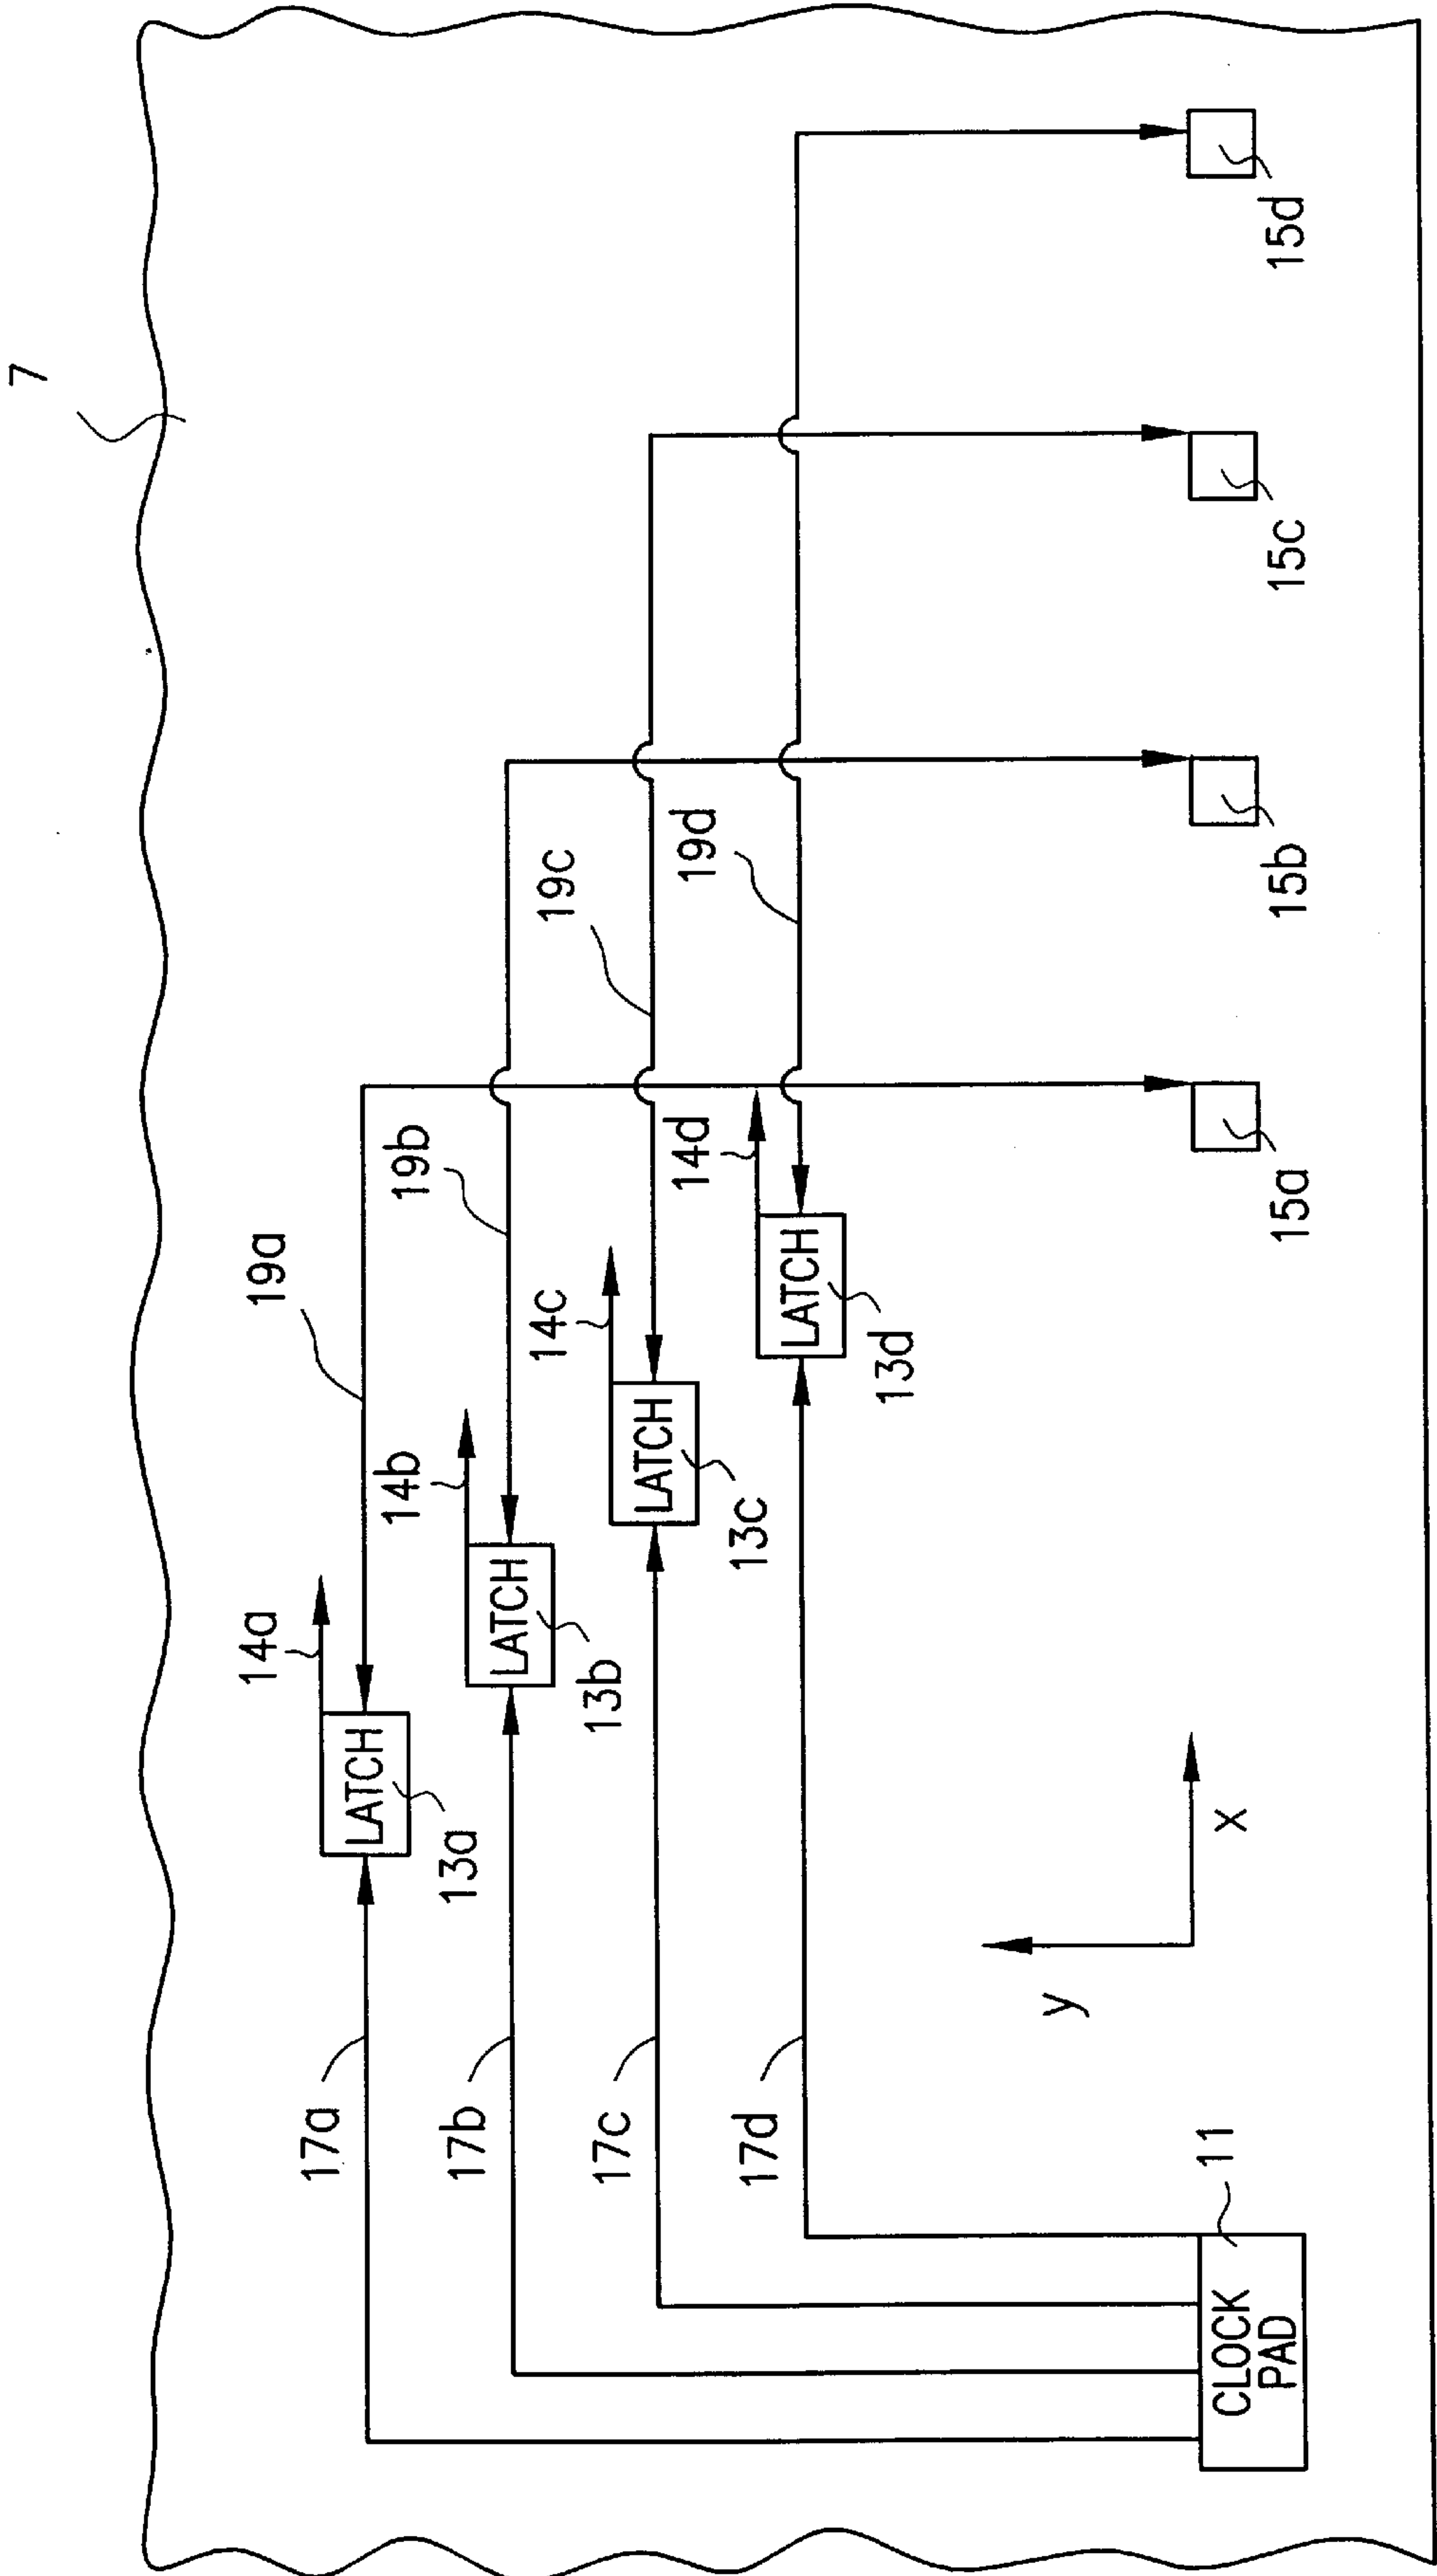 7
19a
14a
LATCH
13a
17a
19b
14b
LATCH
13b
17b
19c
14c
LATCH
13c
17c
19d
14d
LATCH
13d
17d
y
x
CLOCK
PAD
11
15a
15b
15c
15d